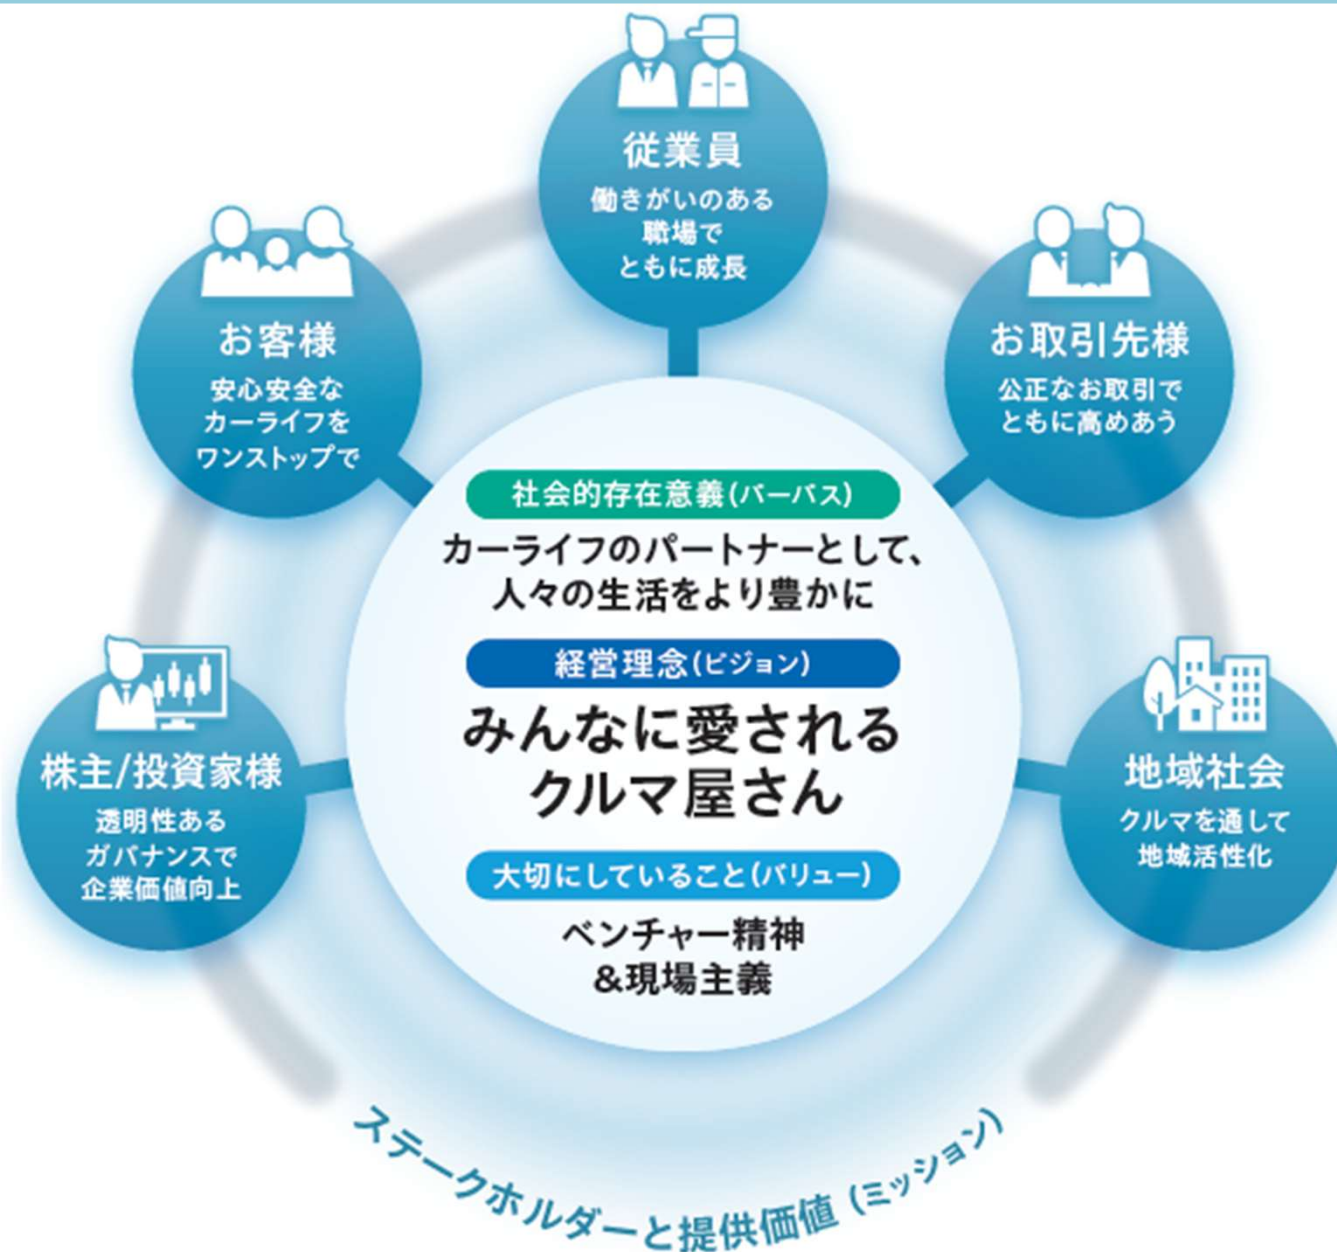 従業員
働きがいのある
職場で
ともに成長
お客様
安心安全な
カーライフを
ワンストップで
お取引先様
公正なお取引で
ともに高めあう
社会的存在意義(パーパス)
カーライフのパートナーとして、
人々の生活をより豊かに
経営理念(ビジョン)
みんなに愛される
クルマ屋さん
大切にしていること(バリュー)
ベンチャー精神
&現場主義
株主/投資家様
透明性ある
ガバナンスで
企業価値向上
地域社会
クルマを通して
地域活性化
ステークホルダーと提供価値(ミッション)